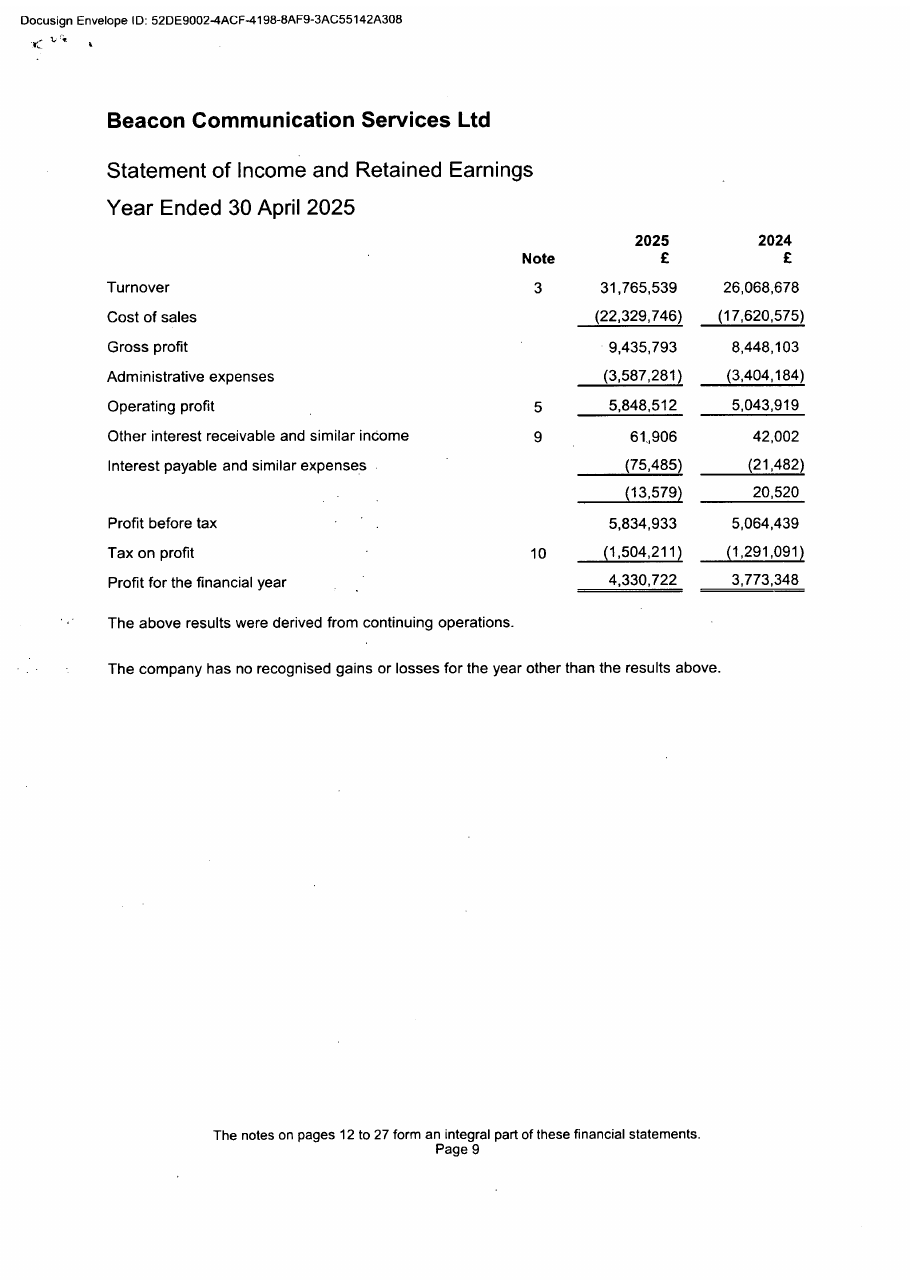 Docusign Envelope ID: 52DE9002-4ACF-4198-8AF9-3AC55142A308
Beacon Communication Services Ltd
Statement of Income and Retained Earnings
Year Ended 30 April 2025
2025 2024
Note £ £
Turnover 3 31,765,539 26,068,678
Cost of sales (22,329,746) (17,620,575)
Gross profit 9,435,793 8,448,103
Administrative expenses (3,587,281) (3,404,184)
Operating profit 5 5,848,512 5,043,919
Other interest receivable and similar income 9 61,906 42,002
Interest payable and similar expenses (75,485) (21,482)
(13,579) 20,520
Profit before tax 5,834,933 5,064,439
Tax on profit 10 (1,504,211) (1,291,091)
Profit for the financial year 4,330,722 3,773,348
The above results were derived from continuing operations.
The company has no recognised gains or losses for the year other than the results above.
The notes on pages 12 to 27 form an integral part of these financial statements.
Page 9